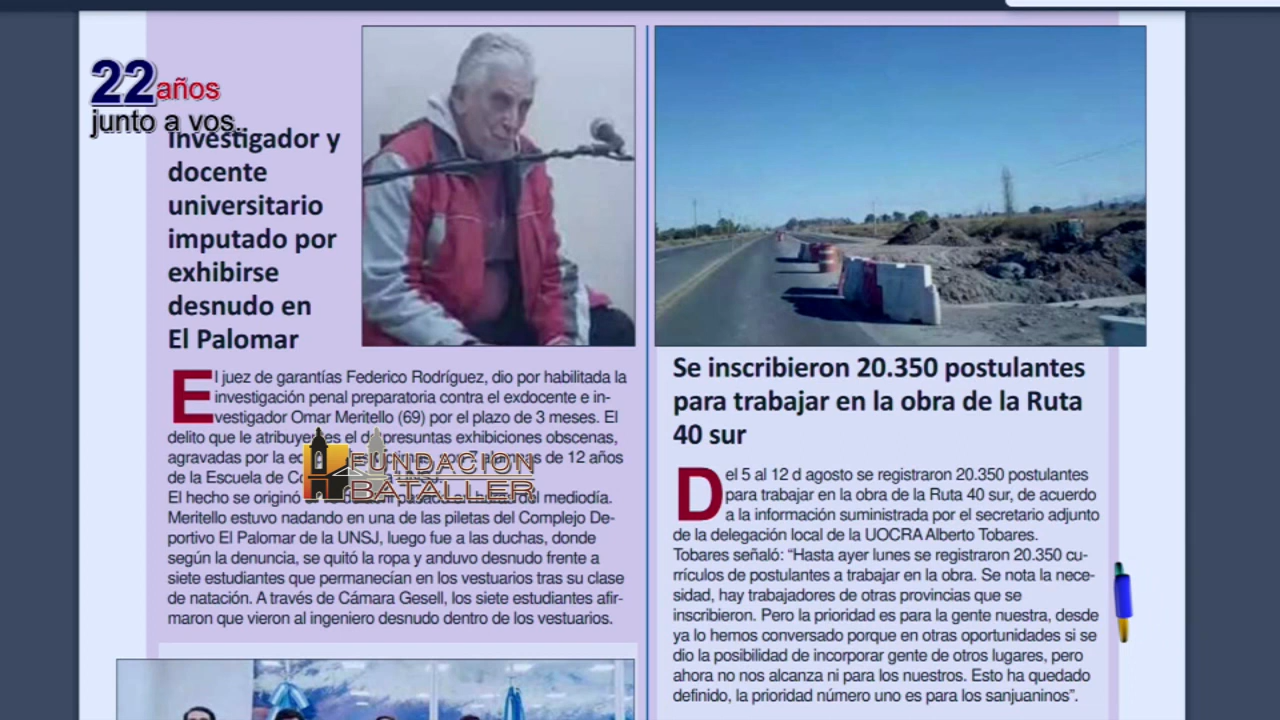 22 años
junto a vos..
Investigador y
docente
universitario
imputado por
exhibirse
desnudo en
El Palomar
El juez de garantías Federico Rodríguez, dio por habilitada la
investigación penal preparatoria contra el exdocente e in-
vestigador Omar Meritello (69) por el plazo de 3 meses. El
delito que le atribuyen es el de presuntas exhibiciones obscenas,
agravadas por la de 12 años
de la Escuela de
El hecho se originó del mediodía.
Meritello estuvo nadando en una de las piletas del Complejo De-
portivo El Palomar de la UNSJ, luego fue a las duchas, donde
según la denuncia, se quitó la ropa y anduvo desnudo frente a
siete estudiantes que permanecían en los vestuarios tras su clase
de natación. A través de Cámara Gesell, los siete estudiantes afir-
maron que vieron al ingeniero desnudo dentro de los vestuarios.
FUNDACION
BATALLER
Se inscribieron 20.350 postulantes
para trabajar en la obra de la Ruta
40 sur
Del 5 al 12 d agosto se registraron 20.350 postulantes
para trabajar en la obra de la Ruta 40 sur, de acuerdo
a la información suministrada por el secretario adjunto
de la delegación local de la UOCRA Alberto Tobares.
Tobares señaló: “Hasta ayer lunes se registraron 20.350 cu-
rrículos de postulantes a trabajar en la obra. Se nota la nece-
sidad, hay trabajadores de otras provincias que se
inscribieron. Pero la prioridad es para la gente nuestra, desde
ya lo hemos conversado porque en otras oportunidades si se
dio la posibilidad de incorporar gente de otros lugares, pero
ahora no nos alcanza ni para los nuestros. Esto ha quedado
definido, la prioridad número uno es para los sanjuaninos”.